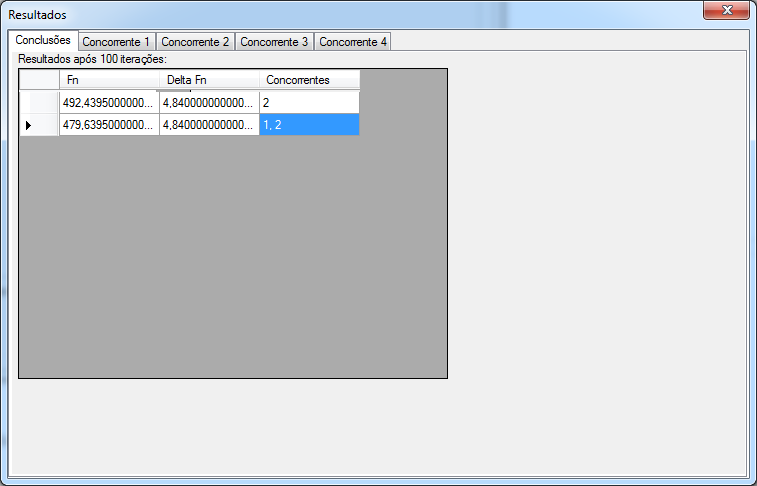 Resultados
Conclusões Concorrente 1 Concorrente 2 Concorrente 3 Concorrente 4
Resultados após 100 iterações:
Fn Delta Fn Concorrentes
492,4395000000... 4,840000000000... 2
479,6395000000... 4,840000000000... 1, 2